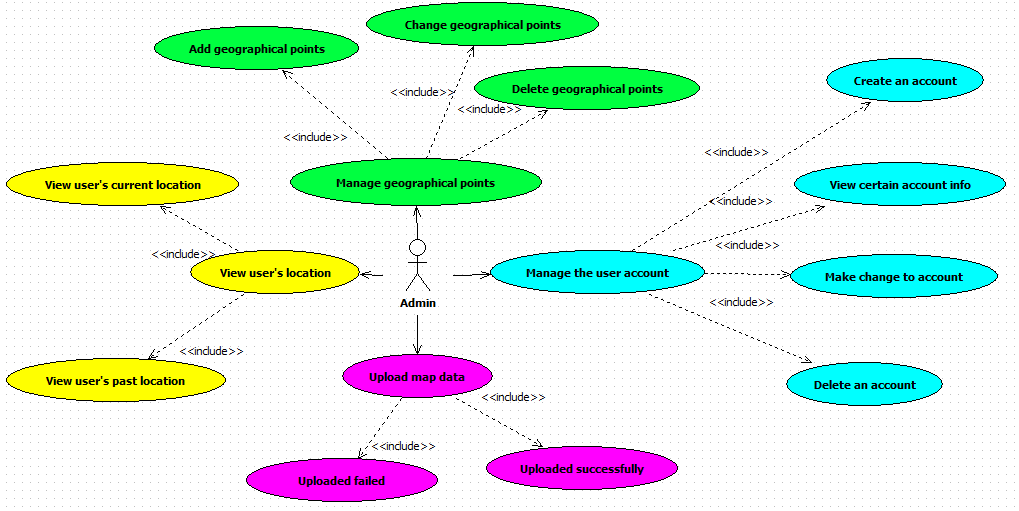 Change geographical points
Add geographical points
Delete geographical points
Create an account
<<include>>
<<include>>
<<include>>
<<include>>
Manage geographical points
View user's current location
View certain account info
<<include>>
<<include>>
<<include>>
View user's location
Manage the user account
Make change to account
Admin
<<include>>
<<include>>
View user's past location
Upload map data
Delete an account
<<include>>
<<include>>
Uploaded successfully
Uploaded failed